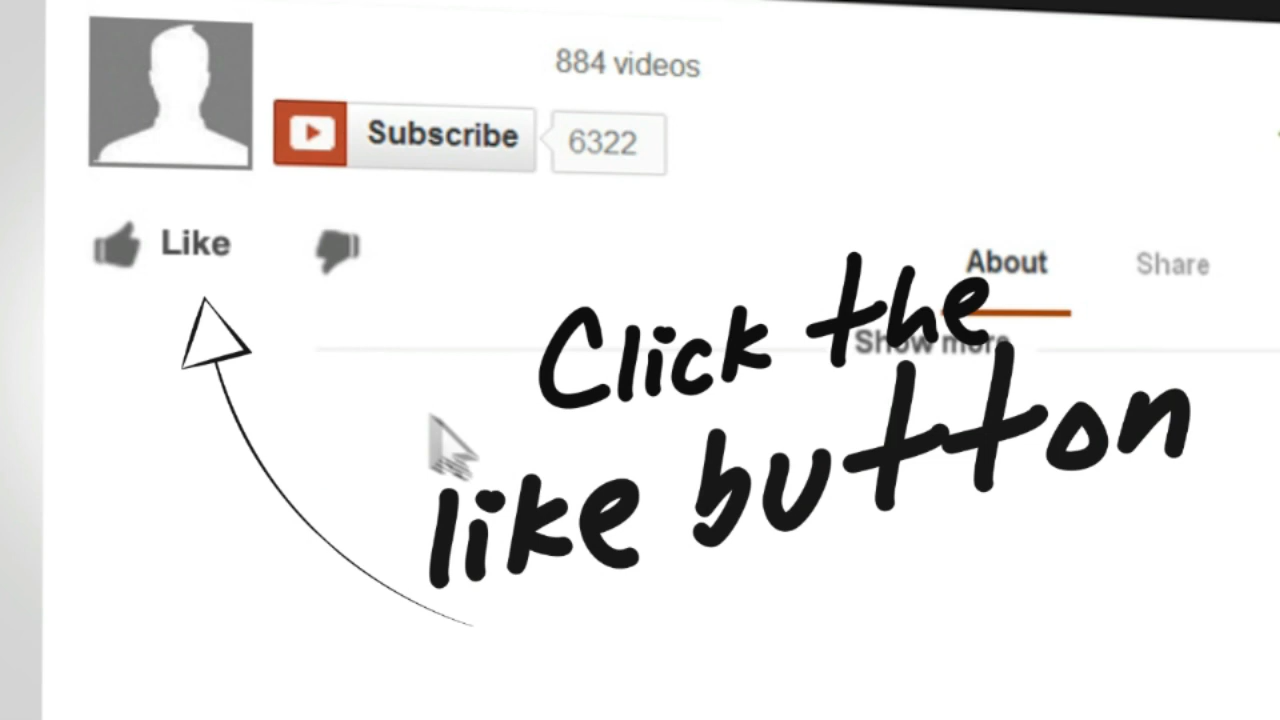 884 videos
Subscribe 6322
Like
About Share
Show more
Click the
like button